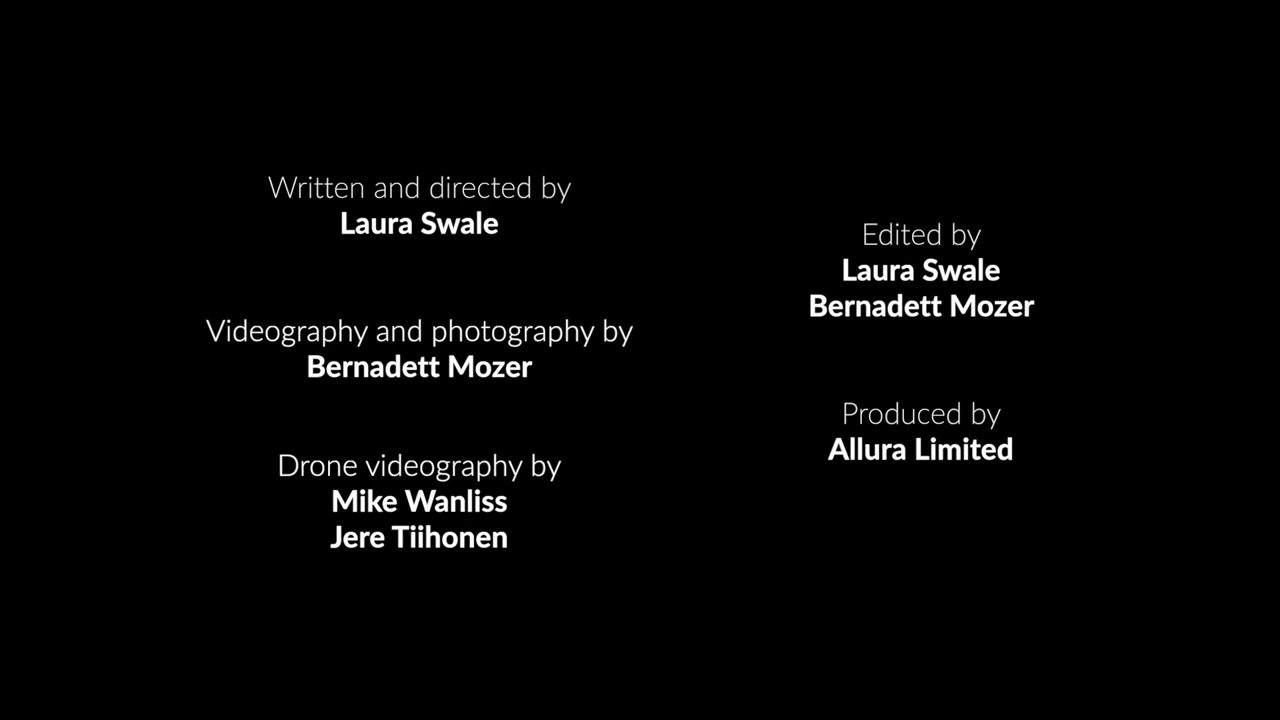 Written and directed by
Laura Swale
Videography and photography by
Bernadett Mozer
Drone videography by
Mike Wanliss
Jere Tiihonen
Edited by
Laura Swale
Bernadett Mozer
Produced by
Allura Limited